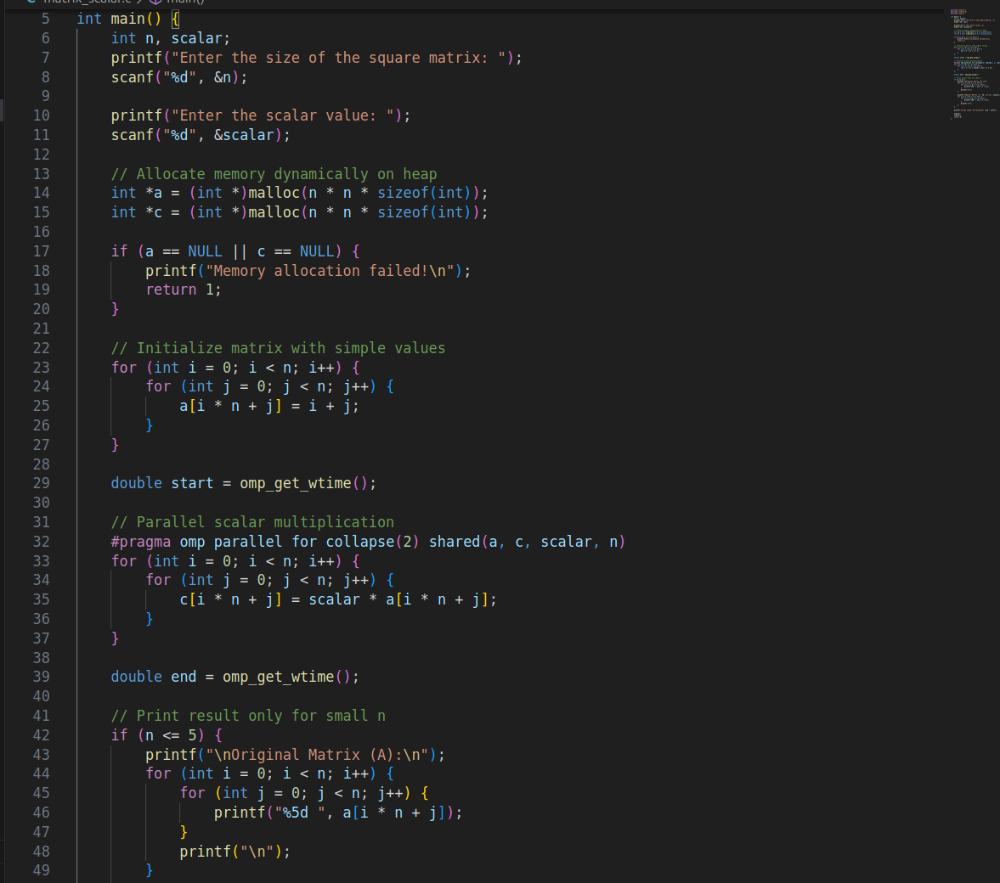 matrix_scalar.c > main()
5 int main() {
6 int n, scalar;
7 printf("Enter the size of the square matrix: ");
8 scanf("%d", &n);
9
10 printf("Enter the scalar value: ");
11 scanf("%d", &scalar);
12
13 // Allocate memory dynamically on heap
14 int *a = (int *)malloc(n * n * sizeof(int));
15 int *c = (int *)malloc(n * n * sizeof(int));
16
17 if (a == NULL || c == NULL) {
18 printf("Memory allocation failed!\n");
19 return 1;
20 }
21
22 // Initialize matrix with simple values
23 for (int i = 0; i < n; i++) {
24 for (int j = 0; j < n; j++) {
25 a[i * n + j] = i + j;
26 }
27 }
28
29 double start = omp_get_wtime();
30
31 // Parallel scalar multiplication
32 #pragma omp parallel for collapse(2) shared(a, c, scalar, n)
33 for (int i = 0; i < n; i++) {
34 for (int j = 0; j < n; j++) {
35 c[i * n + j] = scalar * a[i * n + j];
36 }
37 }
38
39 double end = omp_get_wtime();
40
41 // Print result only for small n
42 if (n <= 5) {
43 printf("\nOriginal Matrix (A):\n");
44 for (int i = 0; i < n; i++) {
45 for (int j = 0; j < n; j++) {
46 printf("%5d ", a[i * n + j]);
47 }
48 printf("\n");
49 }